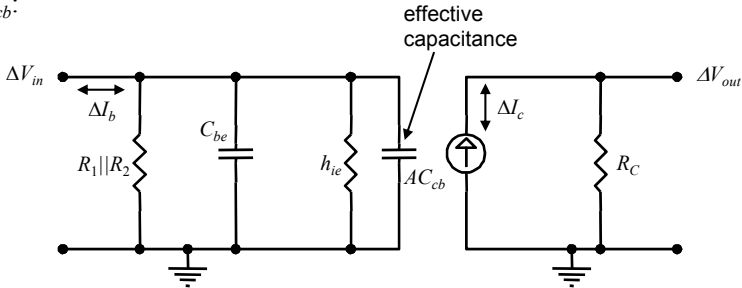 cb:
effective
capacitance
ΔV_in
ΔV_out
ΔI_b
ΔI_c
C_be
R_1||R_2
h_ie
AC_cb
R_C